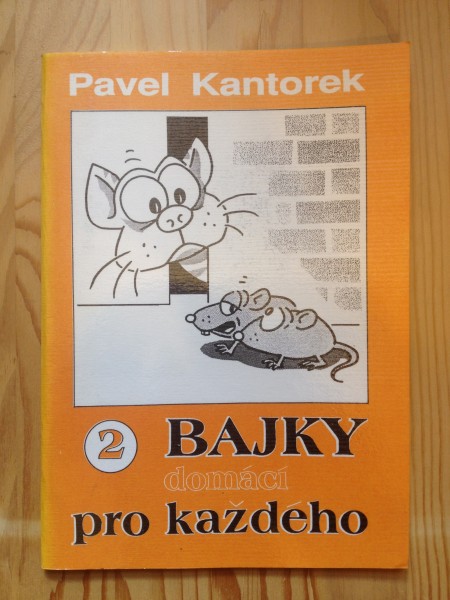 Pavel Kantorek
2 BAJKY
domácí
pro každého